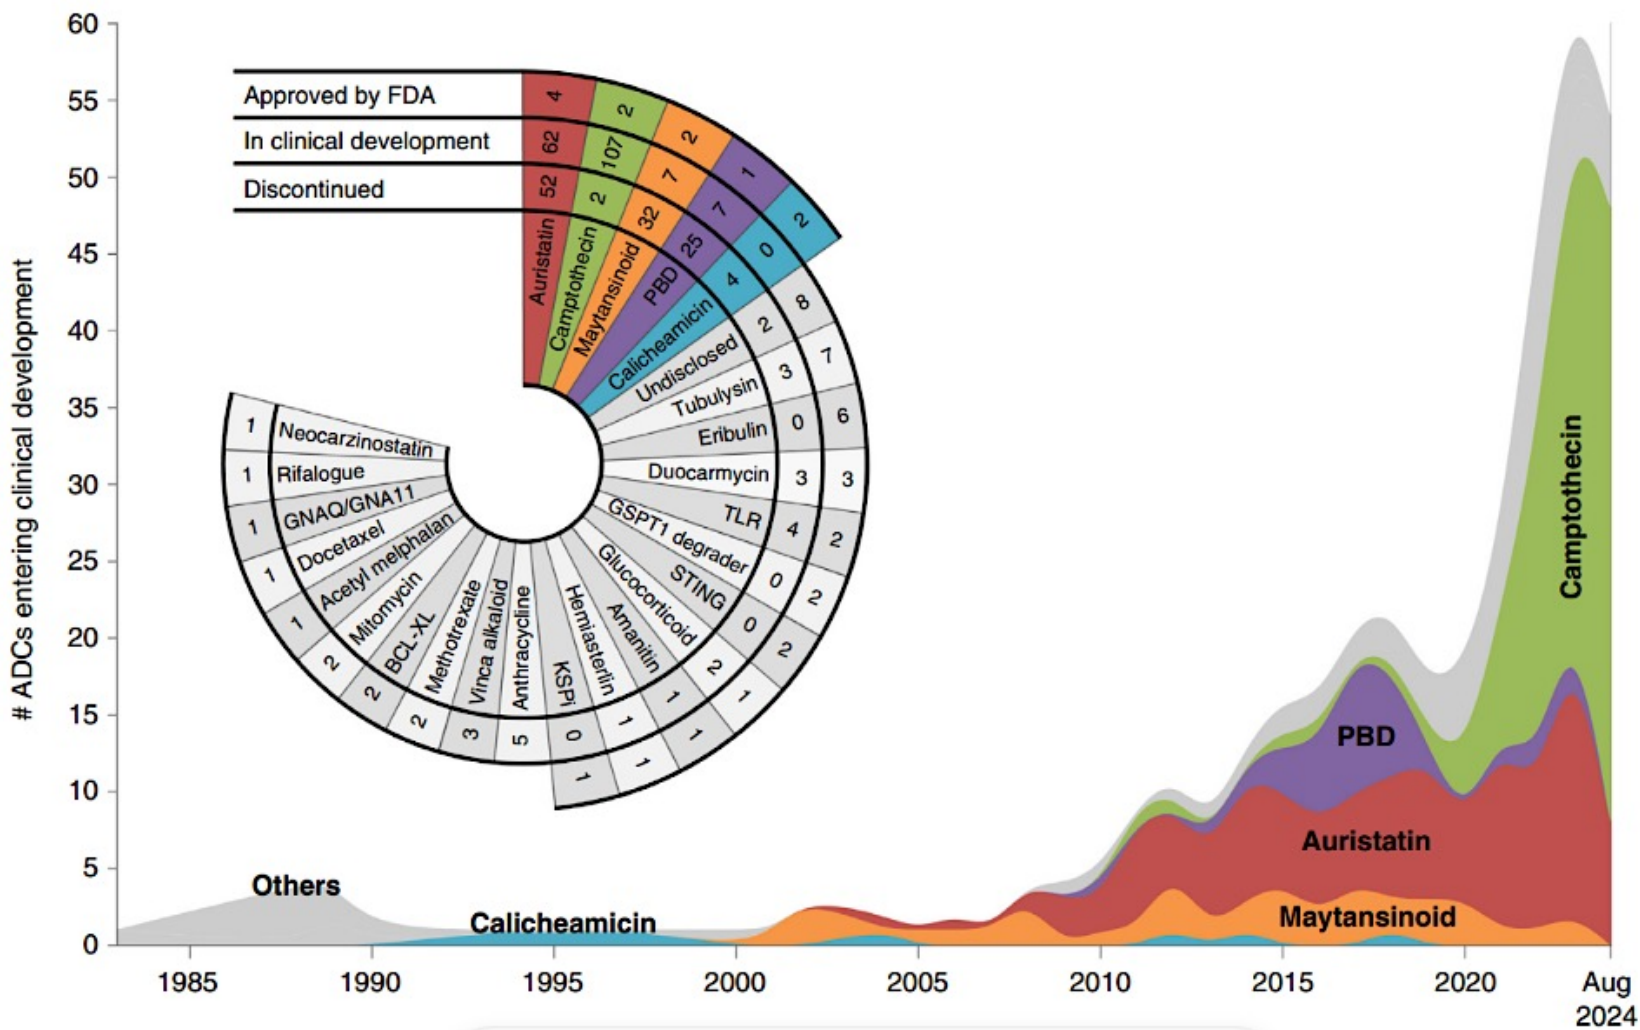 60
55
50
45
40
35
30
25
20
15
10
5
0
# ADCs entering clinical development
Approved by FDA
In clinical development
Discontinued
4
62
52
Auristatin
2
107
2
Camptothecin
2
7
32
Maytansinoid
1
7
25
PBD
2
0
4
Calicheamicin
8
2
Undisclosed
7
3
Tubulysin
6
0
Eribulin
3
3
Duocarmycin
2
4
TLR
2
0
GSPT1 degrader
2
0
STING
1
2
Glucocorticoid
1
1
Amanitin
1
1
Hemiasterlin
1
0
KSPi
5
Anthracycline
3
Vinca alkaloid
2
Methotrexate
2
BCL-XL
2
Mitomycin
1
Acetyl melphalan
1
Docetaxel
1
GNAQ/GNA11
1
Rifalogue
1
Neocarzinostatin
Others
Calicheamicin
Maytansinoid
Auristatin
PBD
Camptothecin
1985
1990
1995
2000
2005
2010
2015
2020
Aug
2024